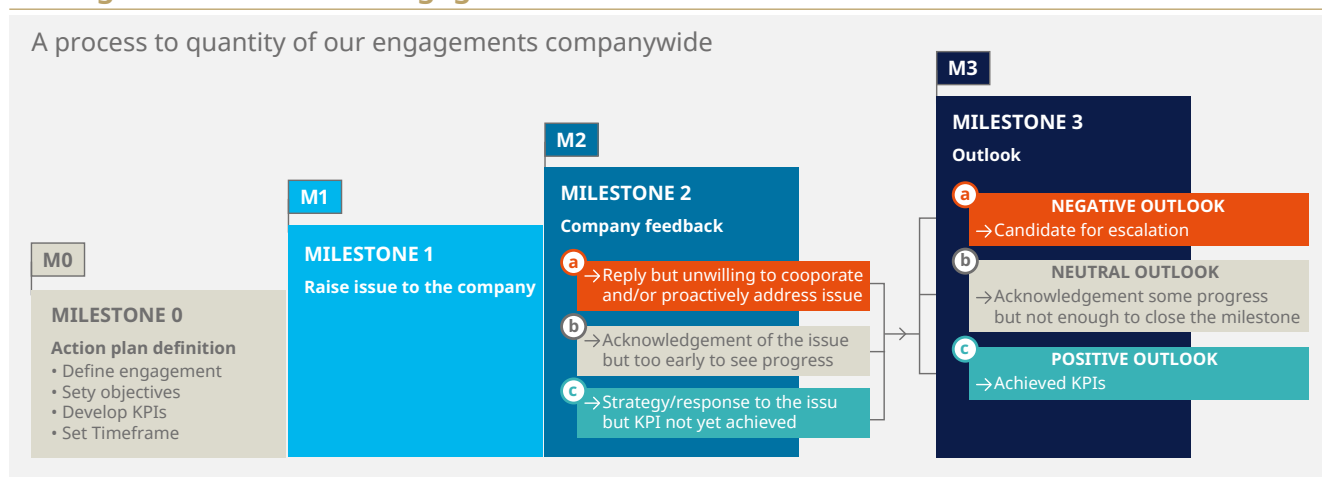 A process to quantity of our engagements companywide
M0
MILESTONE 0
Action plan definition
• Define engagement
• Sety objectives
• Develop KPIs
• Set Timeframe
M1
MILESTONE 1
Raise issue to the company
M2
MILESTONE 2
Company feedback
a
→Reply but unwilling to cooporate
and/or proactively address issue
b
→Acknowledgement of the issue
but too early to see progress
c
→Strategy/response to the issu
but KPI not yet achieved
M3
MILESTONE 3
Outlook
a
NEGATIVE OUTLOOK
→Candidate for escalation
b
NEUTRAL OUTLOOK
→Acknowledgement some progress
but not enough to close the milestone
c
POSITIVE OUTLOOK
→Achieved KPIs